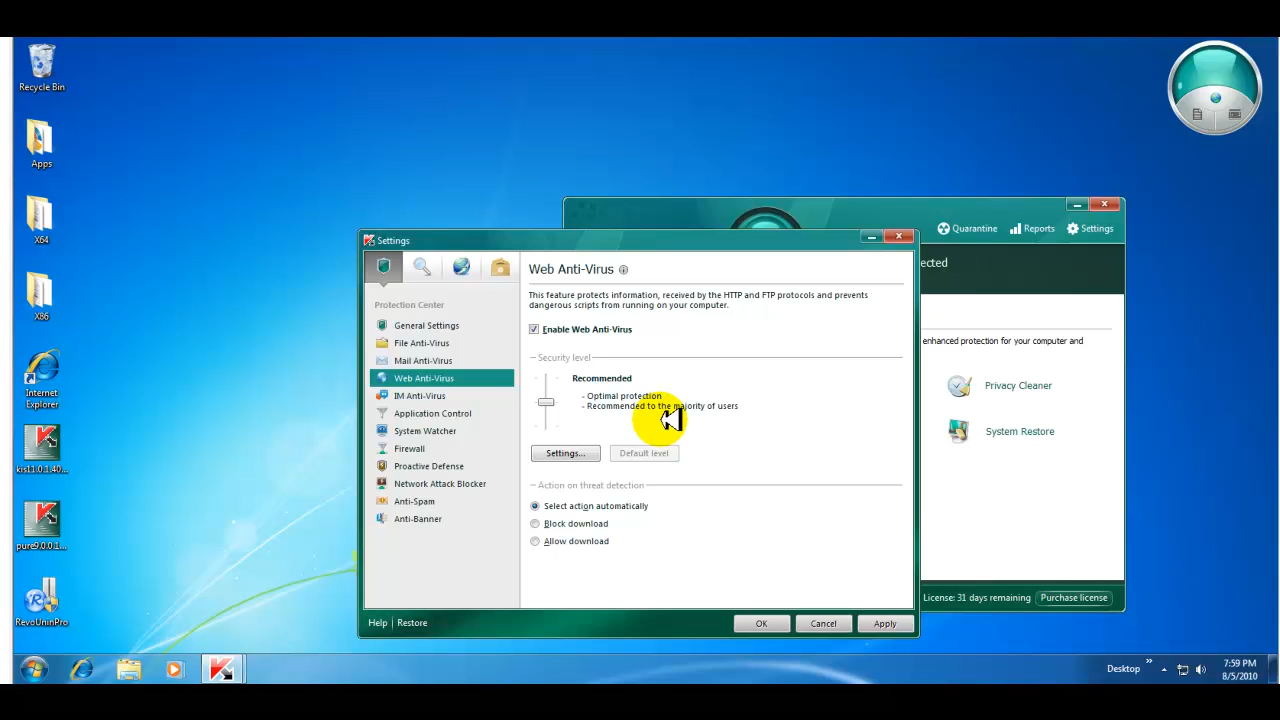 Recycle Bin
Apps
X64
X86
Internet
Explorer
kis11.0.1.40...
pure9.0.0.1...
RevoUninPro
Quarantine
Reports
Settings
ected
enhanced protection for your computer and
Privacy Cleaner
System Restore
License: 31 days remaining
Purchase license
Settings
Protection Center
General Settings
File Anti-Virus
Mail Anti-Virus
Web Anti-Virus
IM Anti-Virus
Application Control
System Watcher
Firewall
Proactive Defense
Network Attack Blocker
Anti-Spam
Anti-Banner
Web Anti-Virus
This feature protects information, received by the HTTP and FTP protocols and prevents
dangerous scripts from running on your computer.
Enable Web Anti-Virus
Security level
Recommended
- Optimal protection
- Recommended to the majority of users
Settings...
Default level
Action on threat detection
Select action automatically
Block download
Allow download
Help | Restore
OK
Cancel
Apply
Desktop »
7:59 PM
8/5/2010